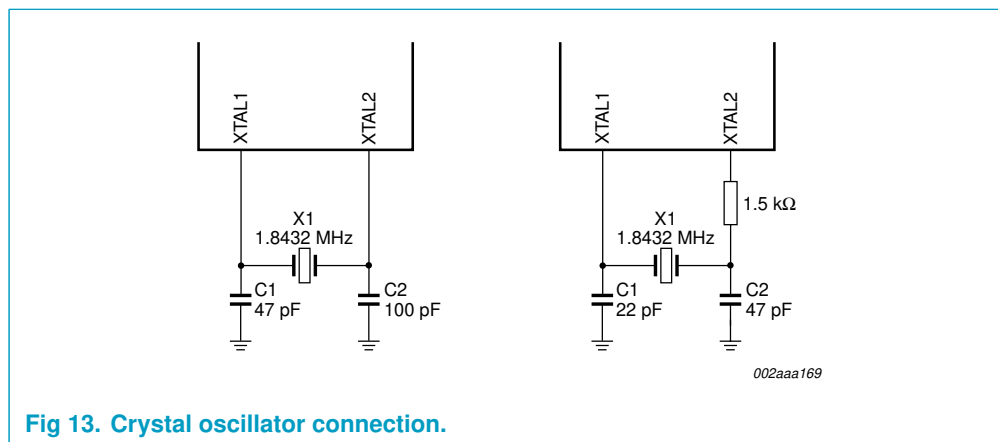 XTAL1
XTAL2
X1
1.8432 MHz
C1
47 pF
C2
100 pF
XTAL1
XTAL2
1.5 kΩ
X1
1.8432 MHz
C1
22 pF
C2
47 pF
002aaa169
Fig 13. Crystal oscillator connection.